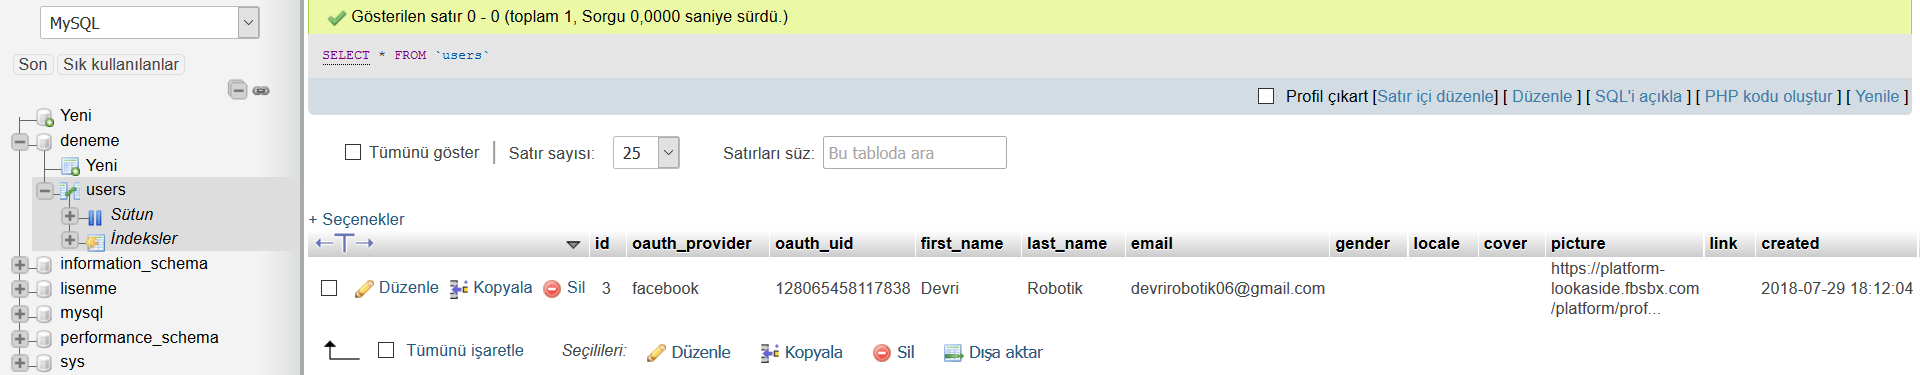 MySQL
Son Sık kullanılanlar
Yeni
deneme
Yeni
users
Sütun
İndeksler
information_schema
lisenme
mysql
performance_schema
sys
Gösterilen satır 0 - 0 (toplam 1, Sorgu 0,0000 saniye sürdü.)
SELECT * FROM `users`
Profil çıkart [Satır içi düzenle] [ Düzenle ] [ SQL'i açıkla ] [ PHP kodu oluştur ] [ Yenile ]
Tümünü göster | Satır sayısı: 25 Satırları süz: Bu tabloda ara
+ Seçenekler
←T→ id oauth_provider oauth_uid first_name last_name email gender locale cover picture link created
Düzenle Kopyala Sil 3 facebook 128065458117838 Devri Robotik devrirobotik06@gmail.com https://platform-lookaside.fbsbx.com/platform/prof... 2018-07-29 18:12:04
Tümünü işaretle Seçilileri: Düzenle Kopyala Sil Dışa aktar